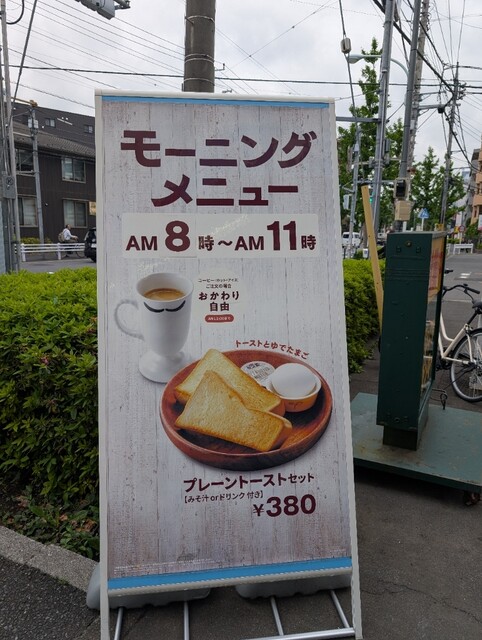 モーニング
メニュー
AM 8時～AM 11時
コーヒー(ホット・アイス)
ご注文の場合
おかわり
自由
トーストとゆでたまご
プレーントーストセット
【みそ汁orドリンク付き】
¥380